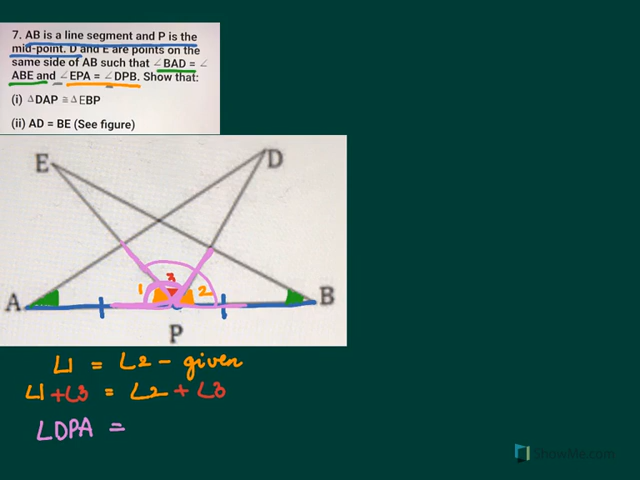 7. AB is a line segment and P is the
mid-point. D and E are points on the
same side of AB such that ∠BAD = ∠
ABE and ∠EPA = ∠DPB. Show that:
(i) △DAP ≅ △EBP
(ii) AD = BE (See figure)
E
D
3
1
2
A
B
P
∠1 = ∠2 - given
∠1 + ∠3 = ∠2 + ∠3
∠DPA =
ShowMe.com